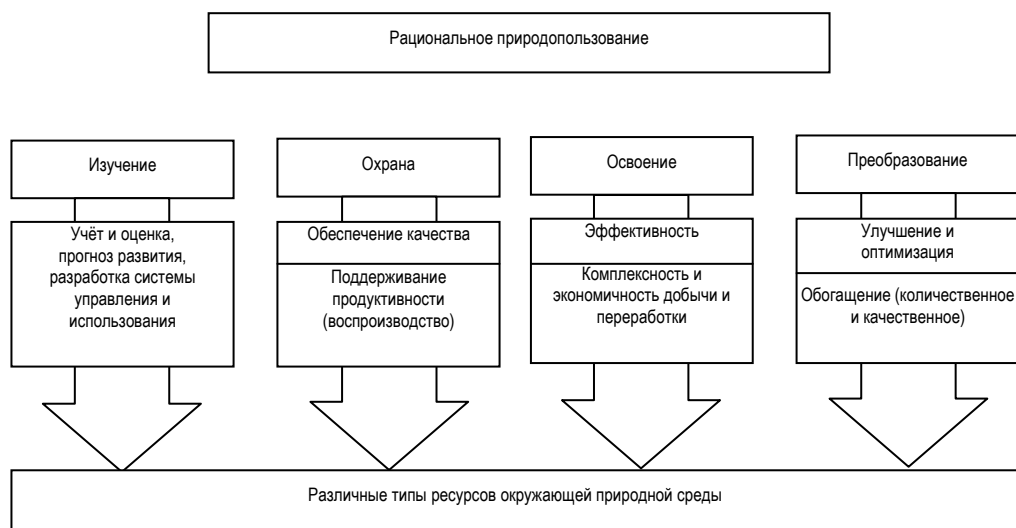 Рациональное природопользование
Изучение
Охрана
Освоение
Преобразование
Учёт и оценка,
прогноз развития,
разработка системы
управления и
использования
Обеспечение качества
Поддерживание
продуктивности
(воспроизводство)
Эффективность
Комплексность и
экономичность добычи и
переработки
Улучшение и
оптимизация
Обогащение (количественное
и качественное)
Различные типы ресурсов окружающей природной среды